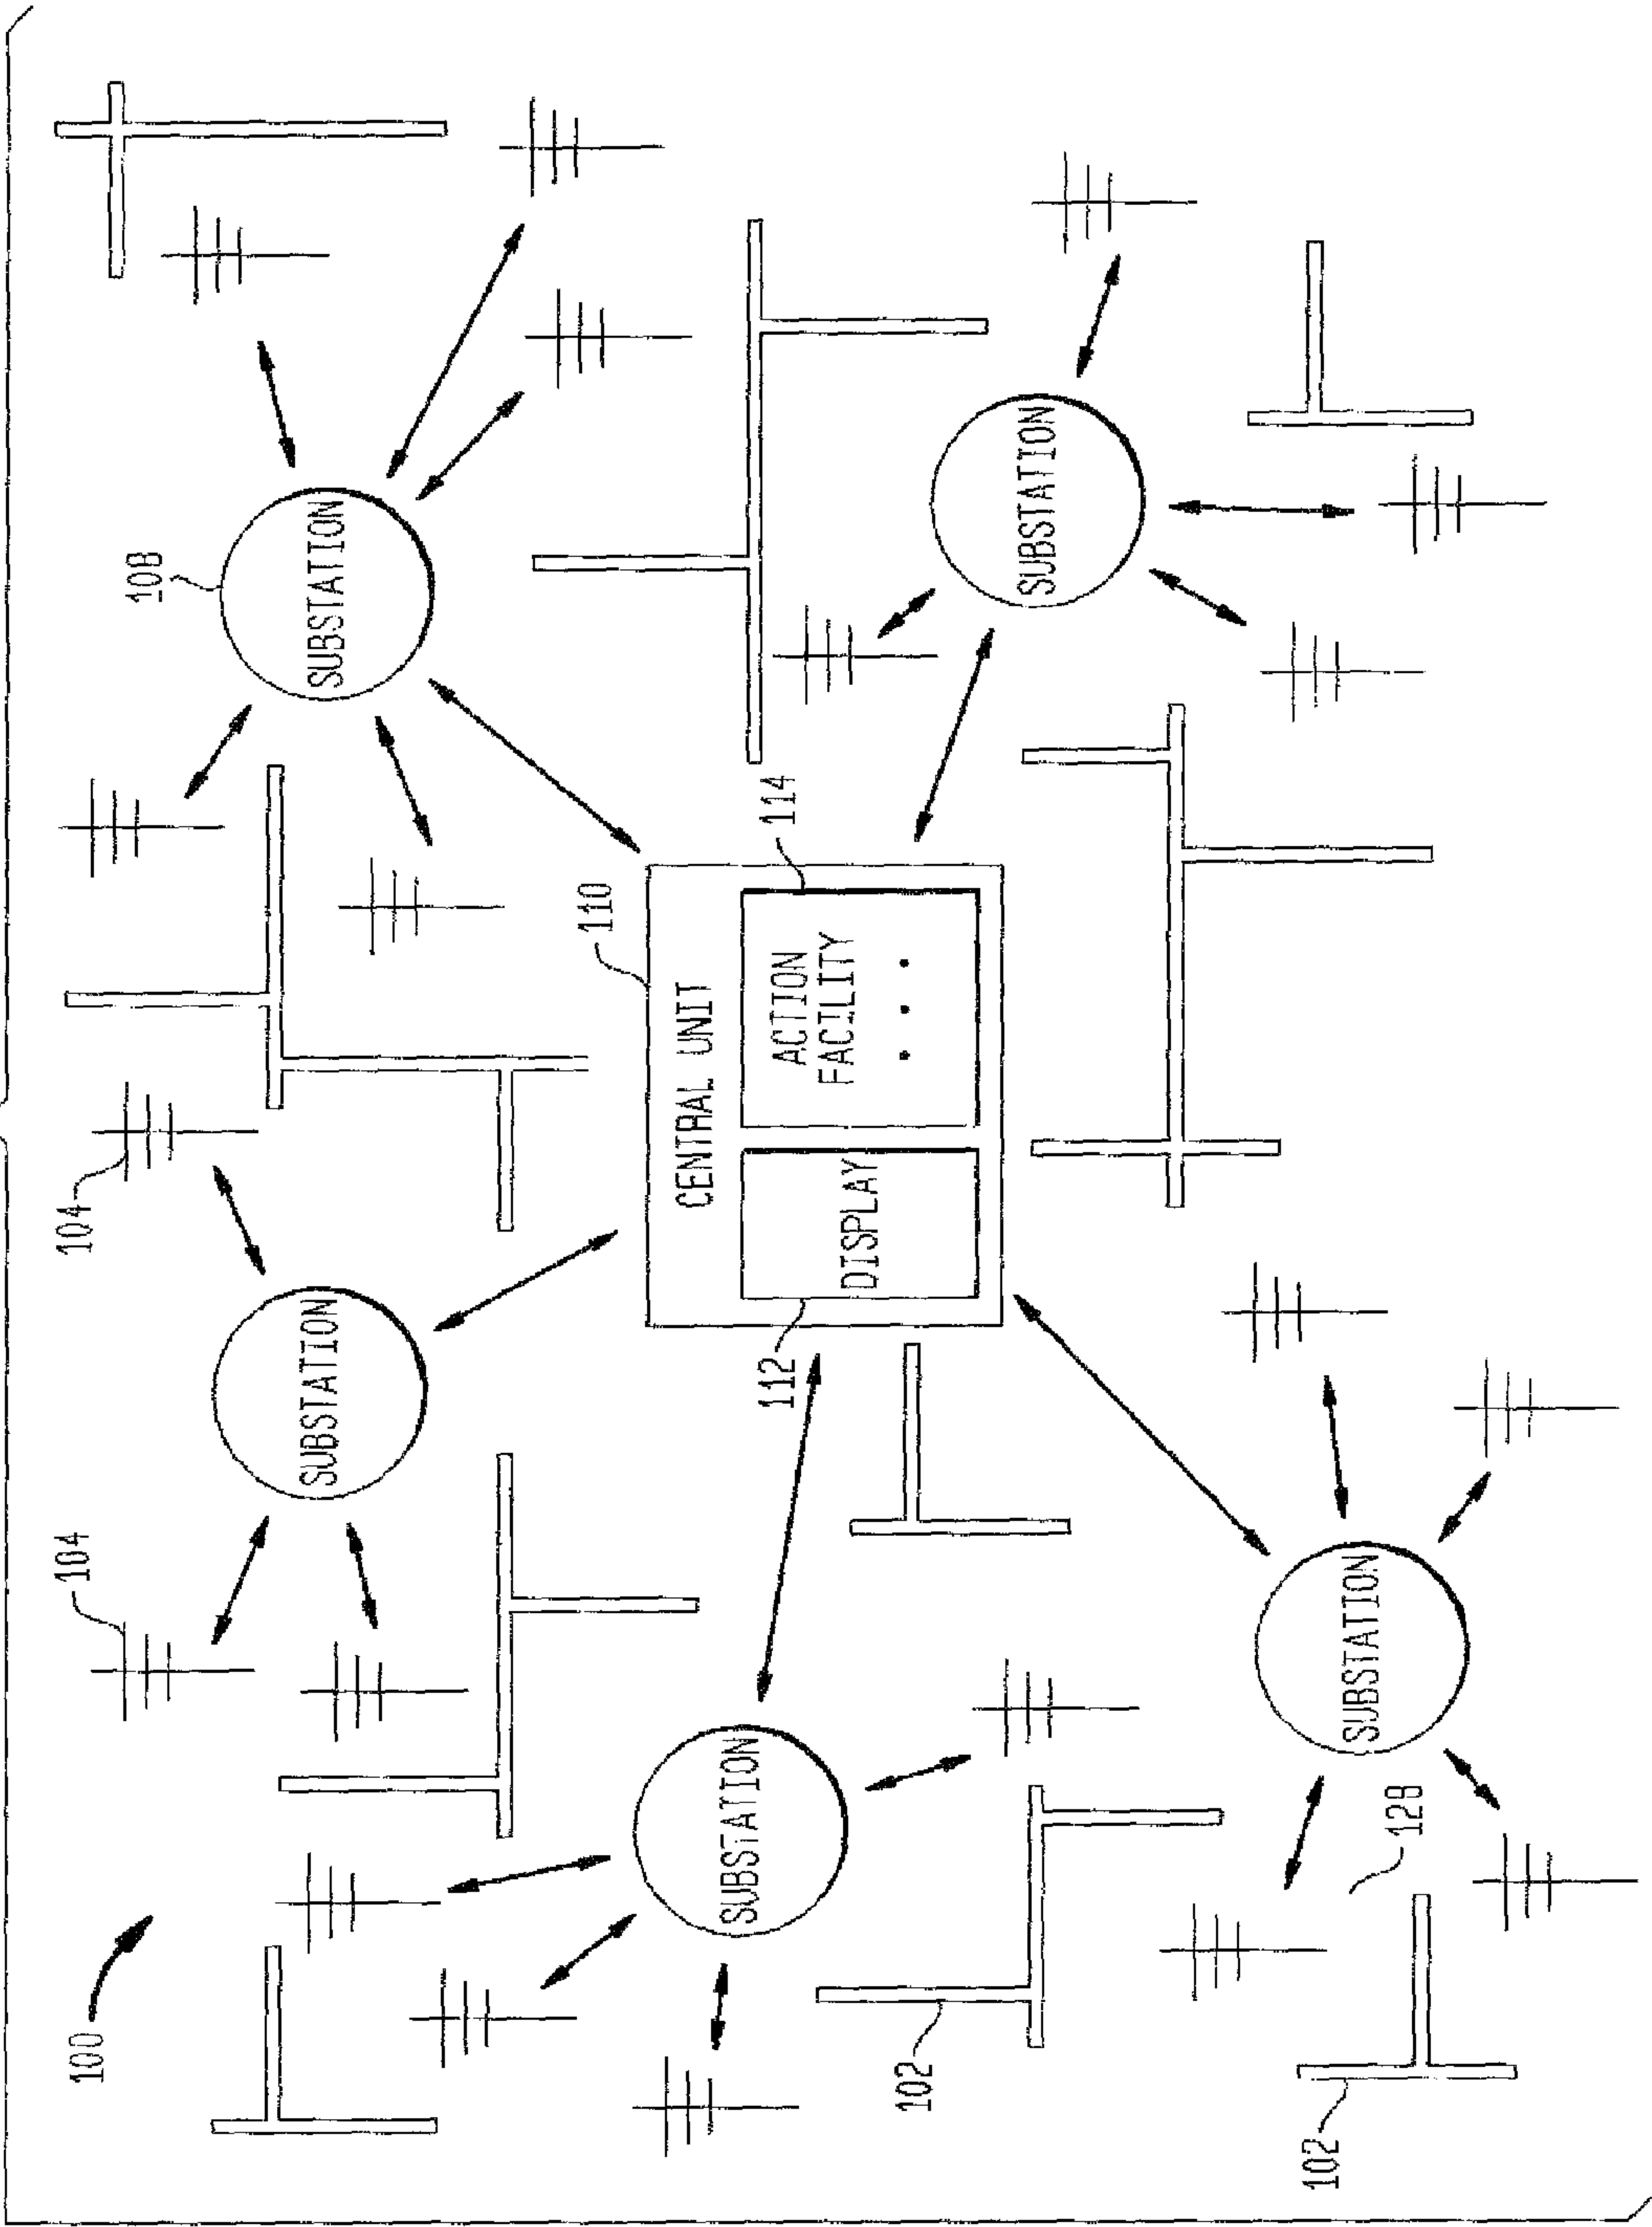 100
104
104
108
SUBSTATION
SUBSTATION
110
CENTRAL UNIT
SUBSTATION
112
114
ACTION
FACILITY
DISPLAY
• • •
102
SUBSTATION
102
SUBSTATION
128